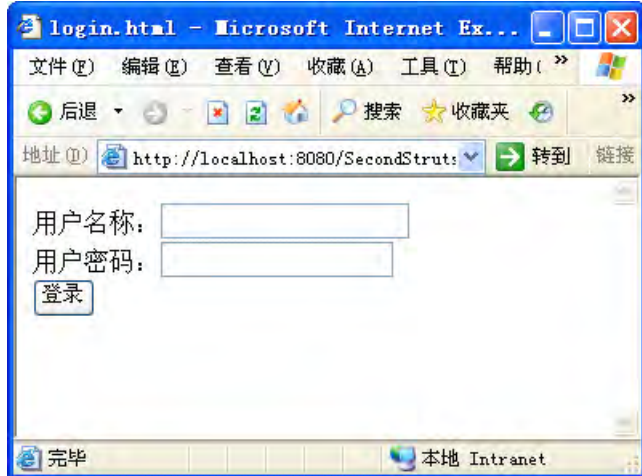 login.html - Microsoft Internet Ex...
文件(F) 编辑(E) 查看(V) 收藏(A) 工具(T) 帮助( »
后退 搜索 收藏夹 »
地址(D) http://localhost:8080/SecondStruts 转到 链接
用户名称：
用户密码：
登录
完毕 本地 Intranet